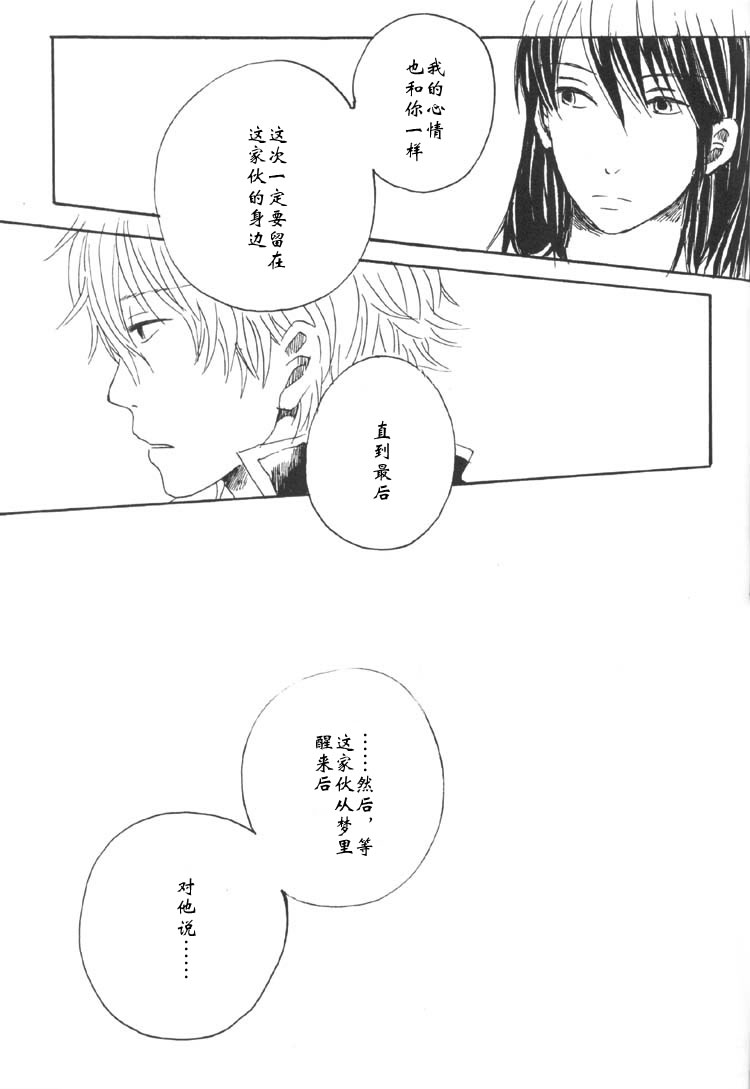 我的心情
也和你一样
这次一定要留在
这家伙的身边
直到最后
……然后，等
这家伙从梦里
醒来后
对他说……